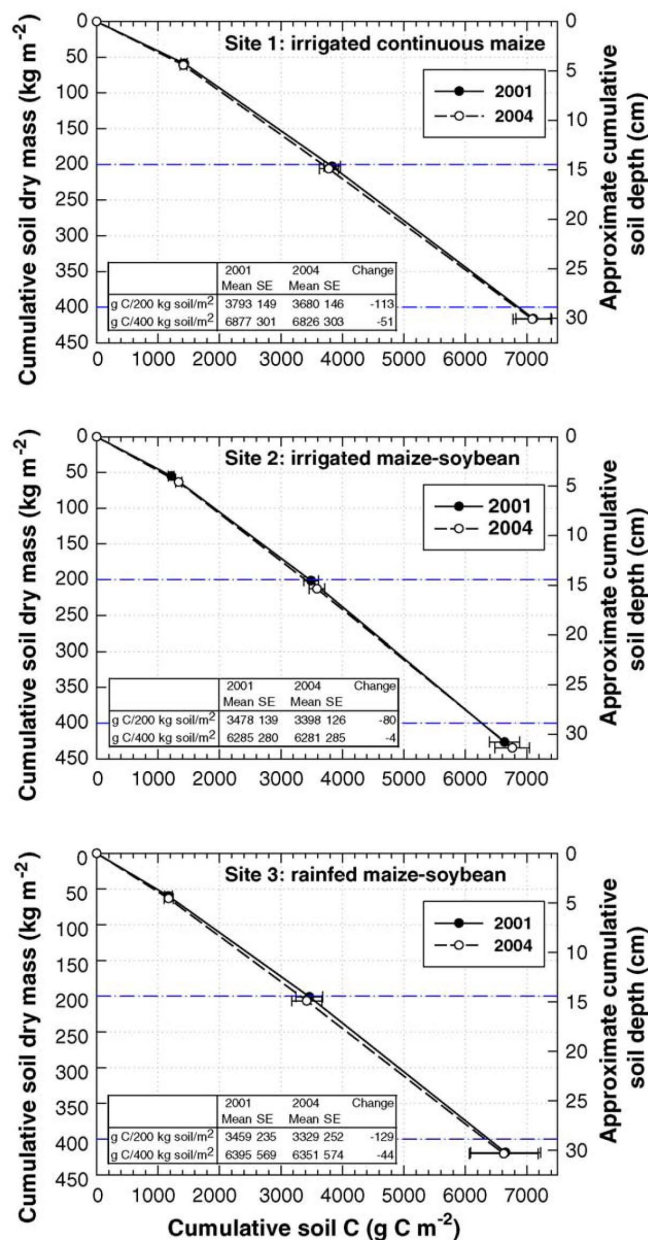 Site 1: irrigated continuous maize
Cumulative soil dry mass (kg m-2)
Approximate cumulative
soil depth (cm)
0
50
100
150
200
250
300
350
400
450
0
5
10
15
20
25
30
2001
2004
2001 2004 Change
Mean SE Mean SE
g C/200 kg soil/m² 3793 149 3680 146 -113
g C/400 kg soil/m² 6877 301 6826 303 -51
0 1000 2000 3000 4000 5000 6000 7000
Site 2: irrigated maize-soybean
Cumulative soil dry mass (kg m-2)
Approximate cumulative
soil depth (cm)
0
50
100
150
200
250
300
350
400
450
0
5
10
15
20
25
30
2001
2004
2001 2004 Change
Mean SE Mean SE
g C/200 kg soil/m² 3478 139 3398 126 -80
g C/400 kg soil/m² 6285 280 6281 285 -4
0 1000 2000 3000 4000 5000 6000 7000
Site 3: rainfed maize-soybean
Cumulative soil dry mass (kg m-2)
Approximate cumulative
soil depth (cm)
0
50
100
150
200
250
300
350
400
450
0
5
10
15
20
25
30
2001
2004
2001 2004 Change
Mean SE Mean SE
g C/200 kg soil/m² 3459 235 3329 252 -129
g C/400 kg soil/m² 6395 569 6351 574 -44
0 1000 2000 3000 4000 5000 6000 7000
Cumulative soil C (g C m-2)